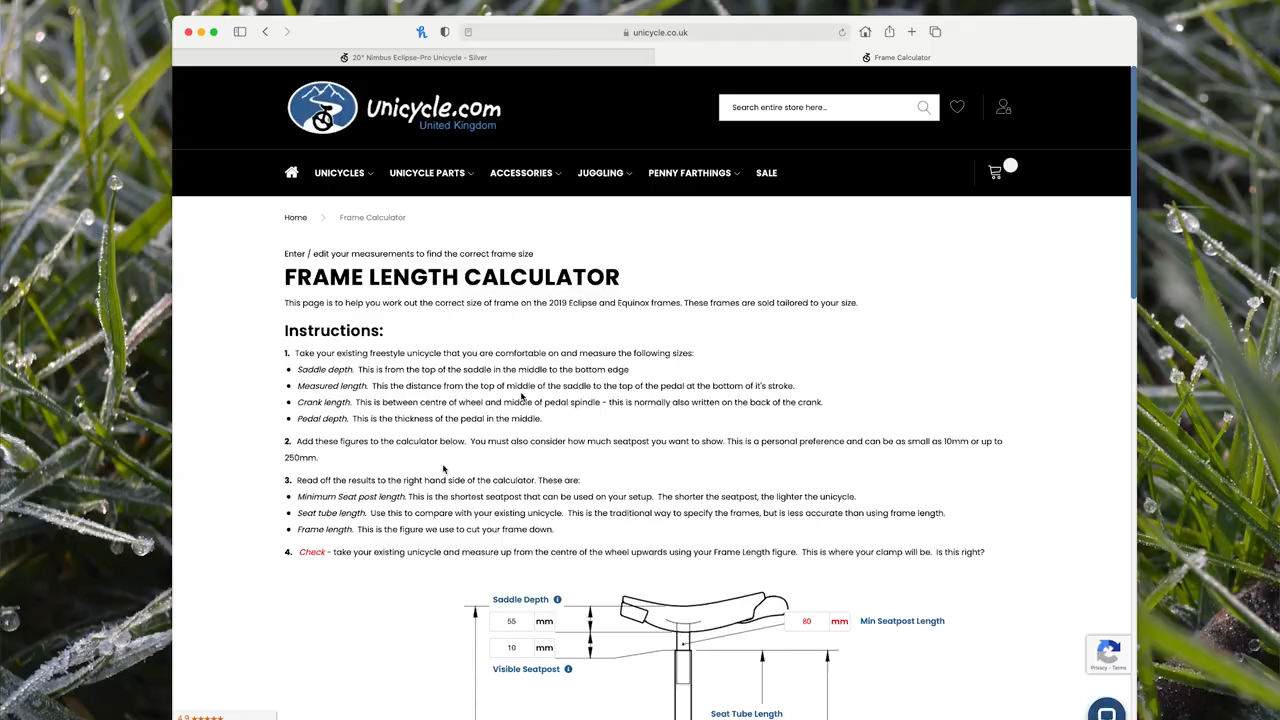 unicycle.co.uk
20" Nimbus Eclipse-Pro Unicycle - Silver
Frame Calculator
Unicycle.com
United Kingdom
Search entire store here...
UNICYCLES
UNICYCLE PARTS
ACCESSORIES
JUGGLING
PENNY FARTHINGS
SALE
Home
Frame Calculator
Enter / edit your measurements to find the correct frame size
FRAME LENGTH CALCULATOR
This page is to help you work out the correct size of frame on the 2019 Eclipse and Equinox frames. These frames are sold tailored to your size.
Instructions:
1. Take your existing freestyle unicycle that you are comfortable on and measure the following sizes:
Saddle depth. This is from the top of the saddle in the middle to the bottom edge
Measured length. This the distance from the top of middle of the saddle to the top of the pedal at the bottom of it's stroke.
Crank length. This is between centre of wheel and middle of pedal spindle - this is normally also written on the back of the crank.
Pedal depth. This is the thickness of the pedal in the middle.
2. Add these figures to the calculator below. You must also consider how much seatpost you want to show. This is a personal preference and can be as small as 10mm or up to
250mm.
3. Read off the results to the right hand side of the calculator. These are:
Minimum Seat post length. This is the shortest seatpost that can be used on your setup. The shorter the seatpost, the lighter the unicycle.
Seat tube length. Use this to compare with your existing unicycle. This is the traditional way to specify the frames, but is less accurate than using frame length.
Frame length. This is the figure we use to cut your frame down.
4. Check - take your existing unicycle and measure up from the centre of the wheel upwards using your Frame Length figure. This is where your clamp will be. Is this right?
Saddle Depth
55 mm
80 mm Min Seatpost Length
10 mm
Visible Seatpost
Seat Tube Length
Privacy - Terms
4.9 ★★★★★